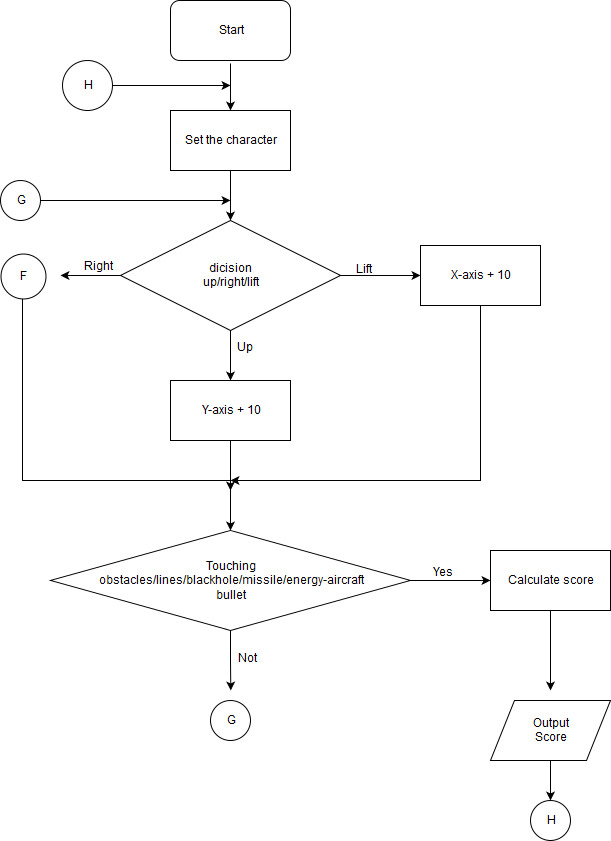 Start
H
Set the character
G
dicision
up/right/lift
Right
F
Lift
X-axis + 10
Up
Y-axis + 10
Touching
obstacles/lines/blackhole/missile/energy-aircraft
bullet
Yes
Calculate score
Not
G
Output
Score
H